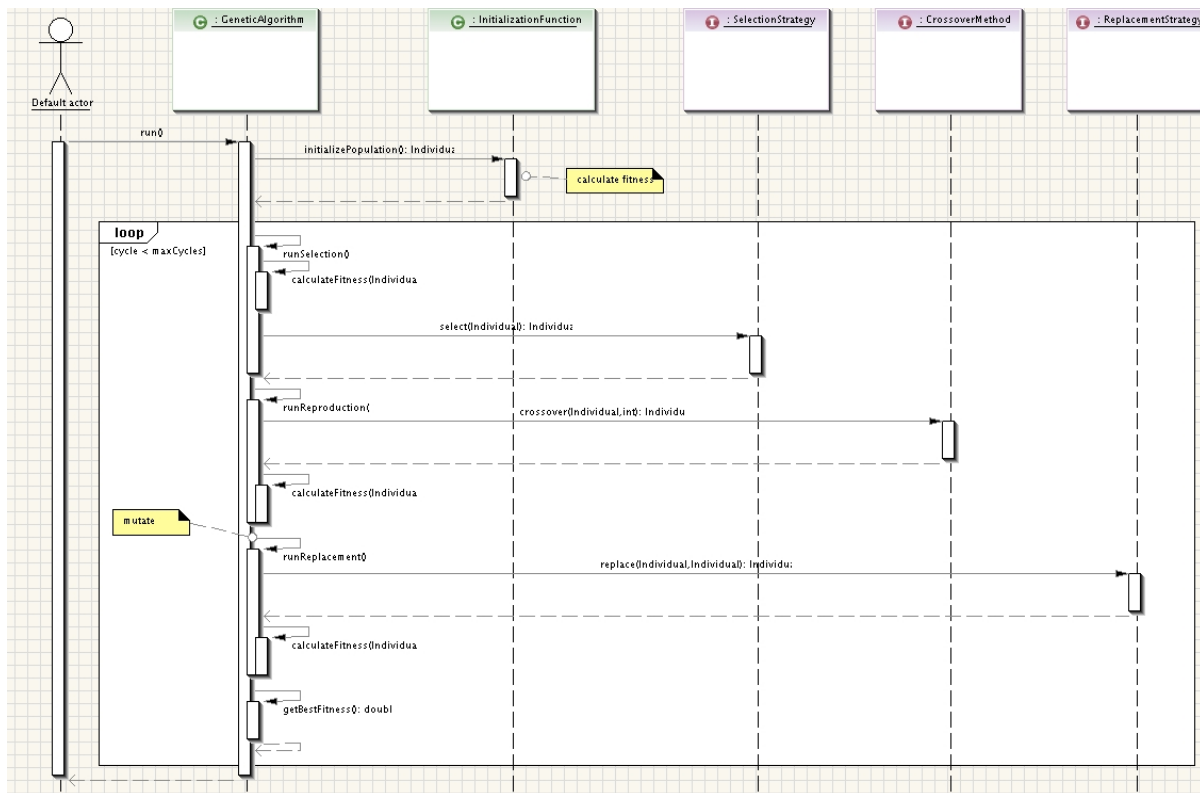 C : GeneticAlgorithm
C : InitializationFunction
I : SelectionStrategy
I : CrossoverMethod
I : ReplacementStrategy
Default actor
run()
initializePopulation(): Individua
calculate fitness
loop
[cycle < maxCycles]
runSelection()
calculateFitness(Individua
select(Individual): Individua
runReproduction(
crossover(Individual,int): Individu
calculateFitness(Individua
mutate
runReplacement()
replace(Individual,Individual): Individua
calculateFitness(Individua
getBestFitness(): doubl